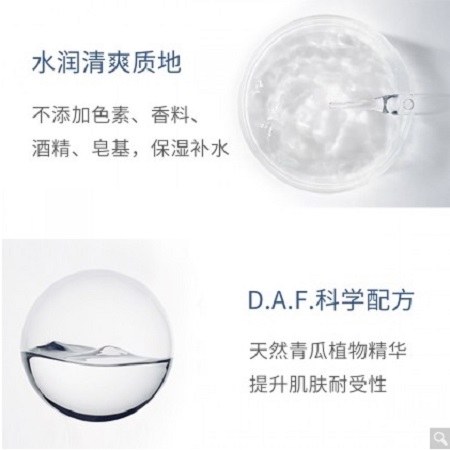 水润清爽质地
不添加色素、香料、
酒精、皂基，保湿补水
D.A.F.科学配方
天然青瓜植物精华
提升肌肤耐受性